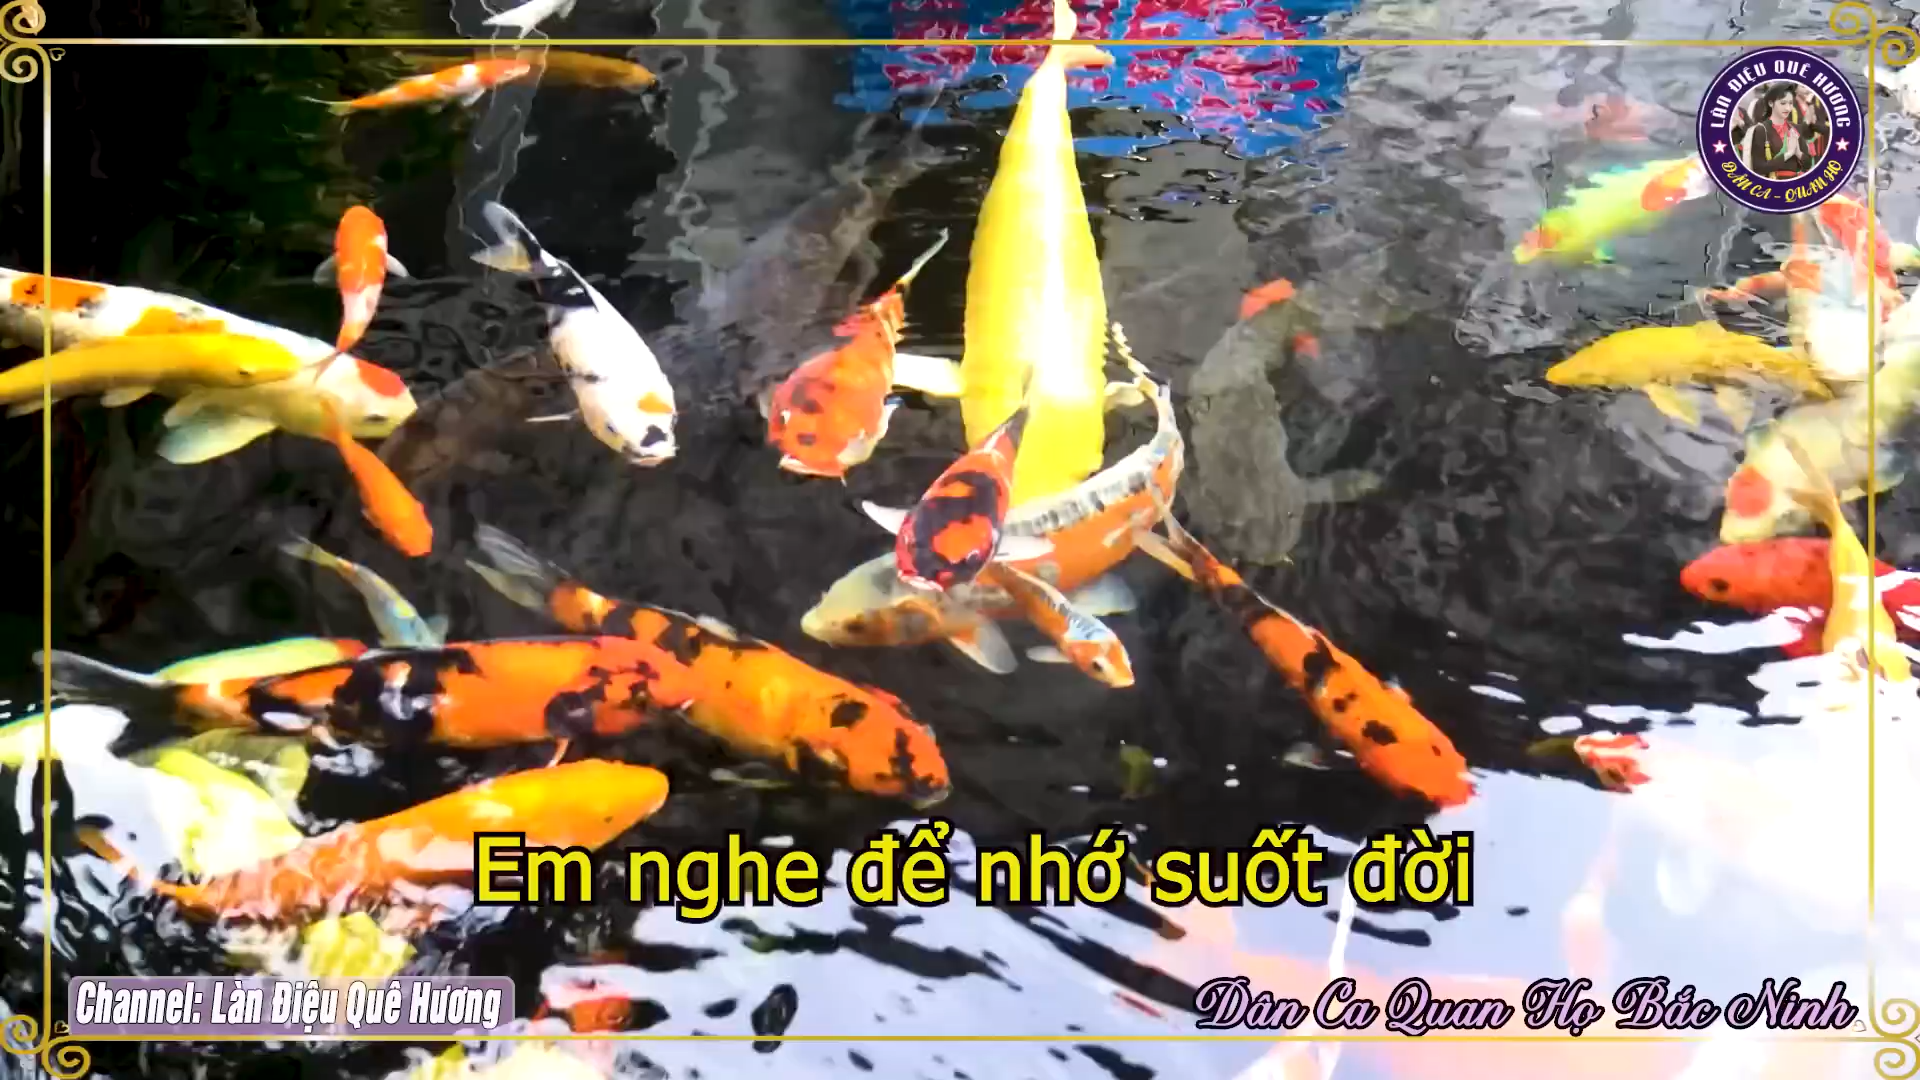 LÀN ĐIỆU QUÊ HƯƠNG
DÂN CA - QUAN HỌ
Em nghe để nhớ suốt đời
Channel: Làn Điệu Quê Hương
Dân Ca Quan Họ Bắc Ninh